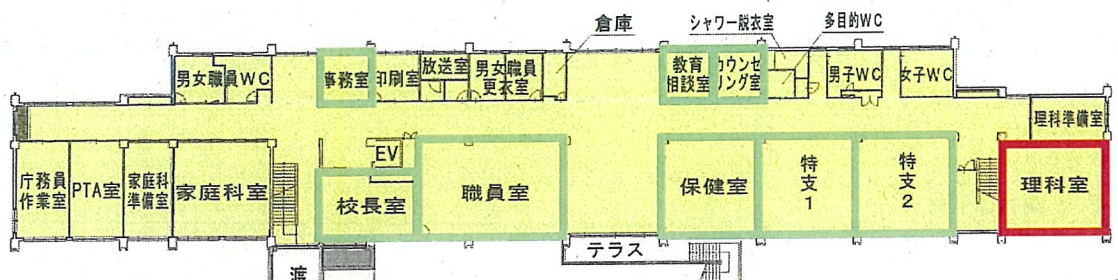 倉庫
シャワー脱衣室
多目的WC
男女職員WC
事務室
印刷室
放送室
男女職員
更衣室
教育
相談室
カウンセ
リング室
男子WC
女子WC
理科準備室
庁務員
作業室
PTA室
家庭科
準備室
家庭科室
EV
校長室
職員室
保健室
特支1
特支2
理科室
テラス
渡